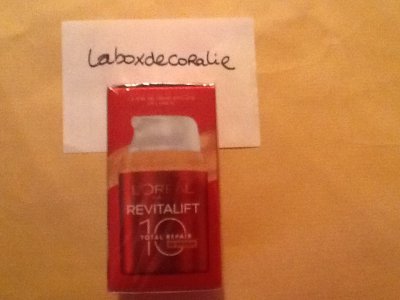 Laboxdecoralie
L'ORÉAL
REVITALIFT
10
TOTAL REPAIR